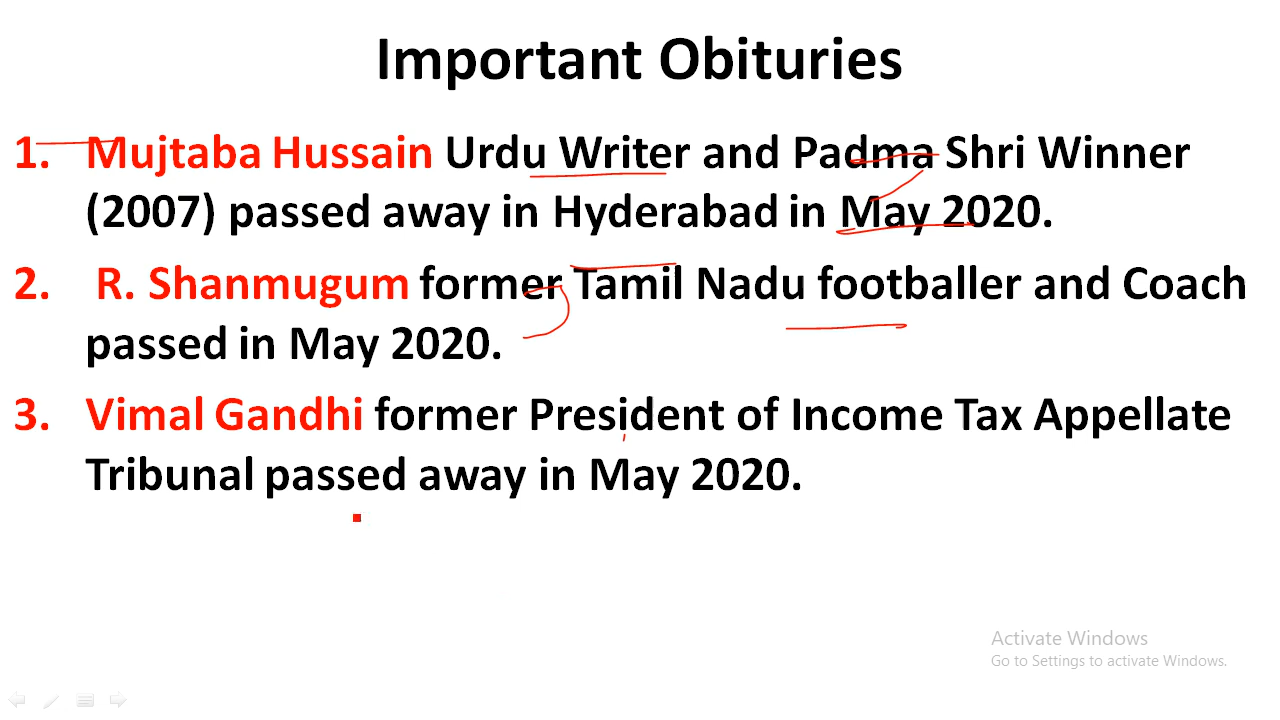 Important Obituries
1. Mujtaba Hussain Urdu Writer and Padma Shri Winner
(2007) passed away in Hyderabad in May 2020.
2. R. Shanmugum former Tamil Nadu footballer and Coach
passed in May 2020.
3. Vimal Gandhi former President of Income Tax Appellate
Tribunal passed away in May 2020.
Activate Windows
Go to Settings to activate Windows.